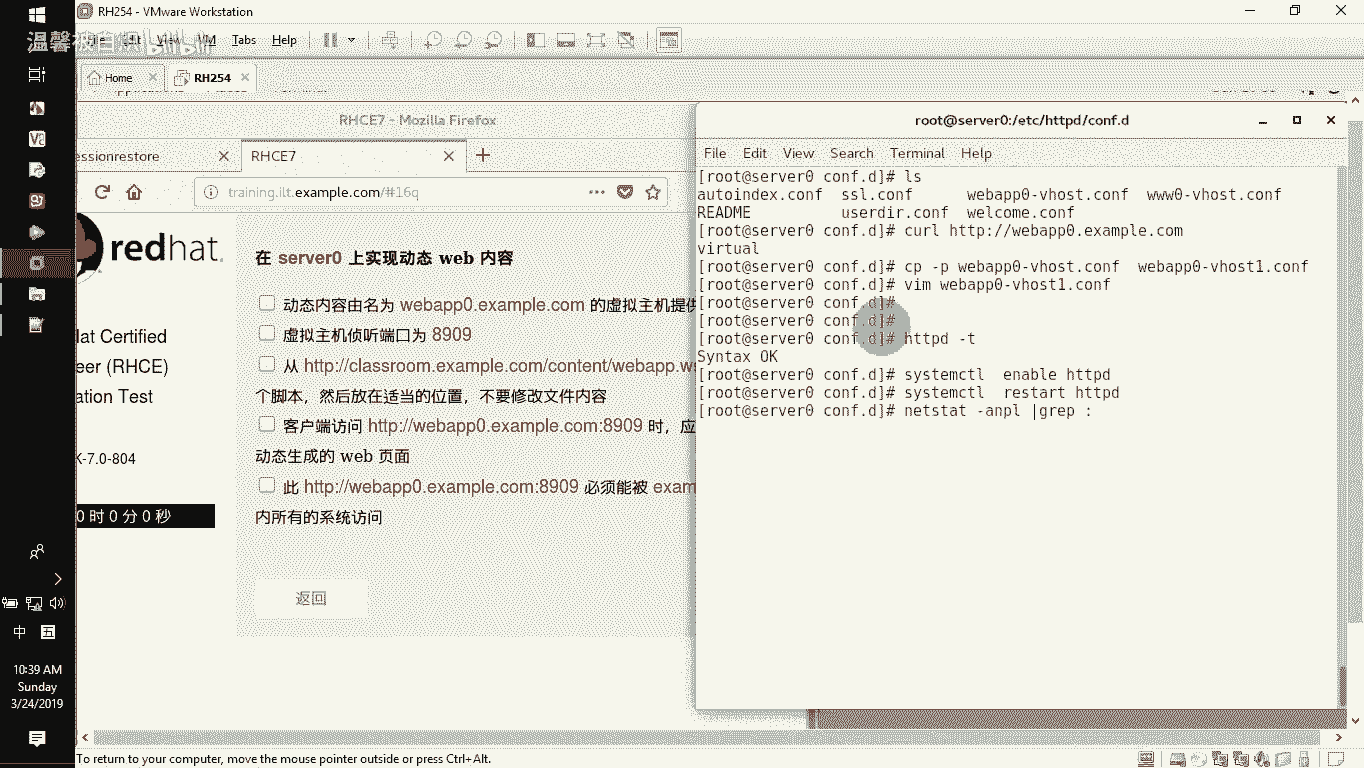 RH254 - VMware Workstation
VM Tabs Help
Home RH254
RHCE7 - Mozilla Firefox
essionrestore RHCE7
training.ilt.example.com/#16q
redhat.
lat Certified
eer (RHCE)
ation Test
K-7.0-804
0 时 0 分 0 秒
在 server0 上实现动态 web 内容
动态内容由名为 webapp0.example.com 的虚拟主机提供
虚拟主机侦听端口为 8909
从 http://classroom.example.com/content/webapp.ws
个脚本，然后放在适当的位置，不要修改文件内容
客户端访问 http://webapp0.example.com:8909 时，应
动态生成的 web 页面
此 http://webapp0.example.com:8909 必须能被 exam
内所有的系统访问
返回
root@server0:/etc/httpd/conf.d
File Edit View Search Terminal Help
[root@server0 conf.d]# ls
autoindex.conf ssl.conf webapp0-vhost.conf www0-vhost.conf
README userdir.conf welcome.conf
[root@server0 conf.d]# curl http://webapp0.example.com
virtual
[root@server0 conf.d]# cp -p webapp0-vhost.conf webapp0-vhost1.conf
[root@server0 conf.d]# vim webapp0-vhost1.conf
[root@server0 conf.d]#
[root@server0 conf.d]#
[root@server0 conf.d]# httpd -t
Syntax OK
[root@server0 conf.d]# systemctl enable httpd
[root@server0 conf.d]# systemctl restart httpd
[root@server0 conf.d]# netstat -anpl |grep :
中 五
10:39 AM
Sunday
3/24/2019
To return to your computer, move the mouse pointer outside or press Ctrl+Alt.